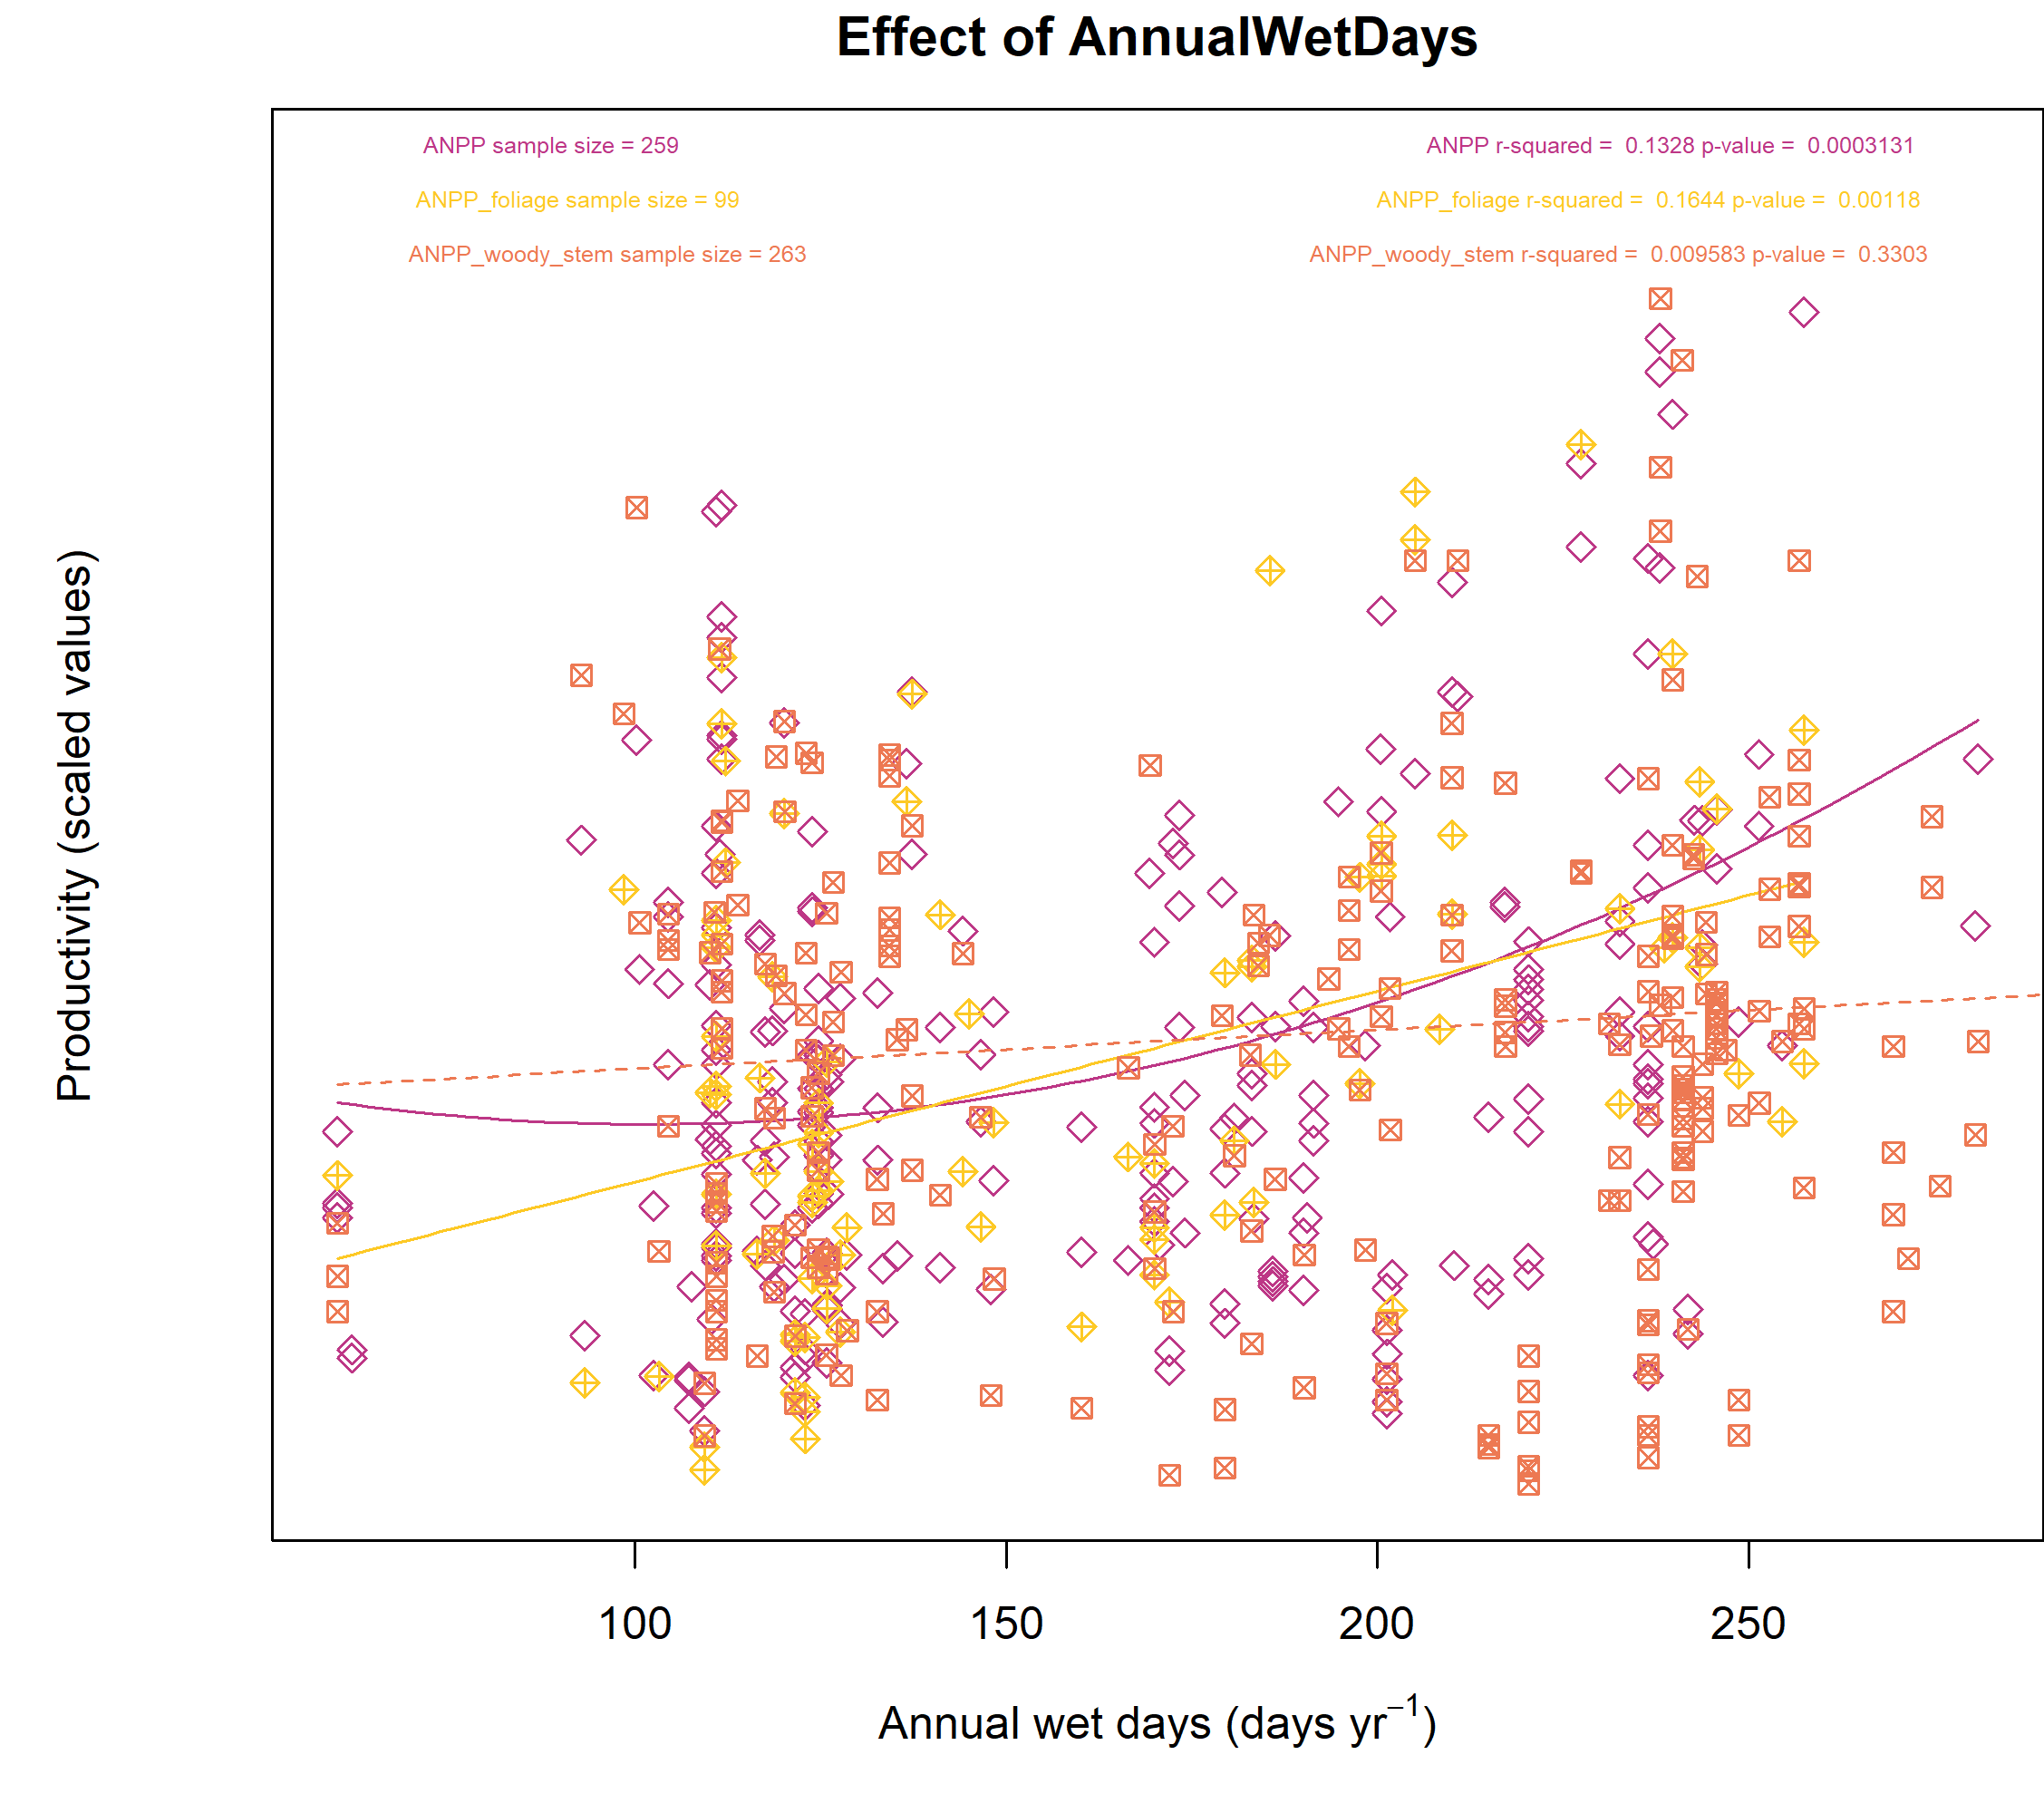 Effect of AnnualWetDays
ANPP sample size = 259
ANPP r-squared = 0.1328 p-value = 0.0003131
ANPP_foliage sample size = 99
ANPP_foliage r-squared = 0.1644 p-value = 0.00118
ANPP_woody_stem sample size = 263
ANPP_woody_stem r-squared = 0.009583 p-value = 0.3303
Productivity (scaled values)
100 150 200 250
Annual wet days (days yr⁻¹)